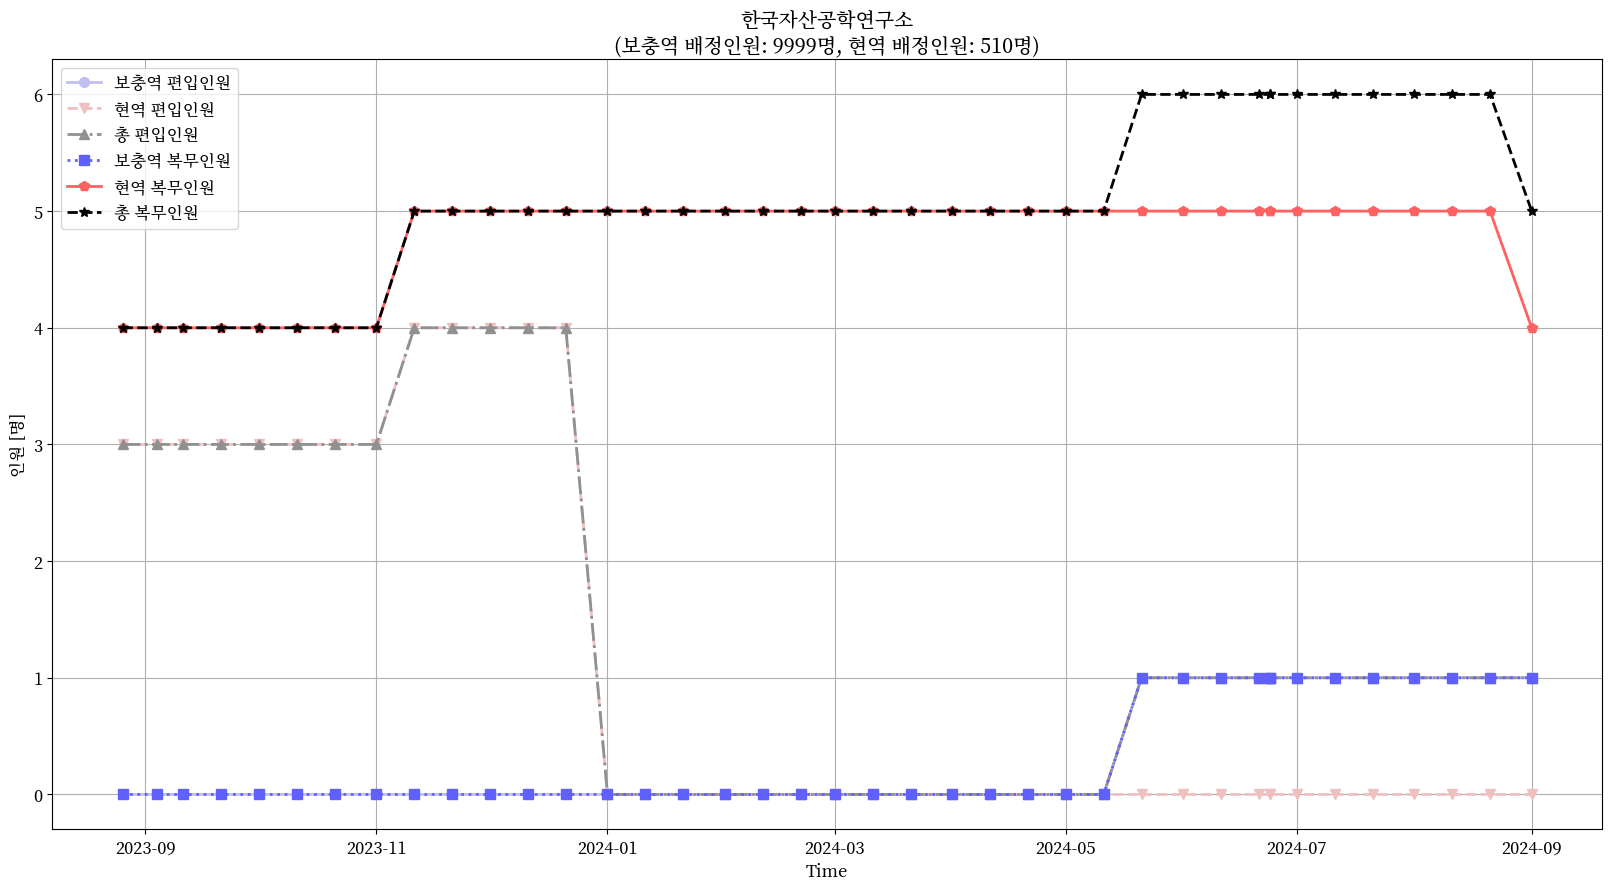 한국자산공학연구소
(보충역 배정인원: 9999명, 현역 배정인원: 510명)
보충역 편입인원
현역 편입인원
총 편입인원
보충역 복무인원
현역 복무인원
총 복무인원
인원 [명]
6
5
4
3
2
1
0
2023-09
2023-11
2024-01
2024-03
2024-05
2024-07
2024-09
Time